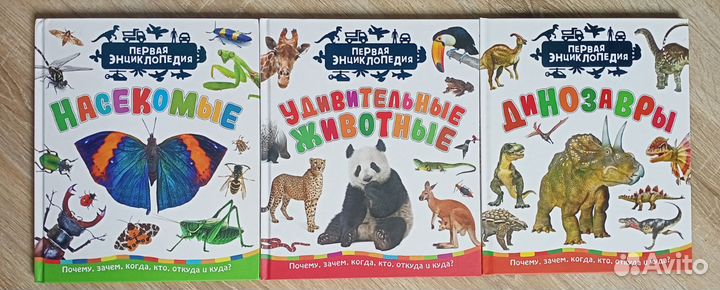 ПЕРВАЯ
ЭНЦИКЛОПЕДИЯ
НАСЕКОМЫЕ
Почему, зачем, когда, кто, откуда и куда?
ПЕРВАЯ
ЭНЦИКЛОПЕДИЯ
УДИВИТЕЛЬНЫЕ
ЖИВОТНЫЕ
Почему, зачем, когда, кто, откуда и куда?
ПЕРВАЯ
ЭНЦИКЛОПЕДИЯ
ДИНОЗАВРЫ
Почему, зачем, когда, кто, откуда и куда?
Avito